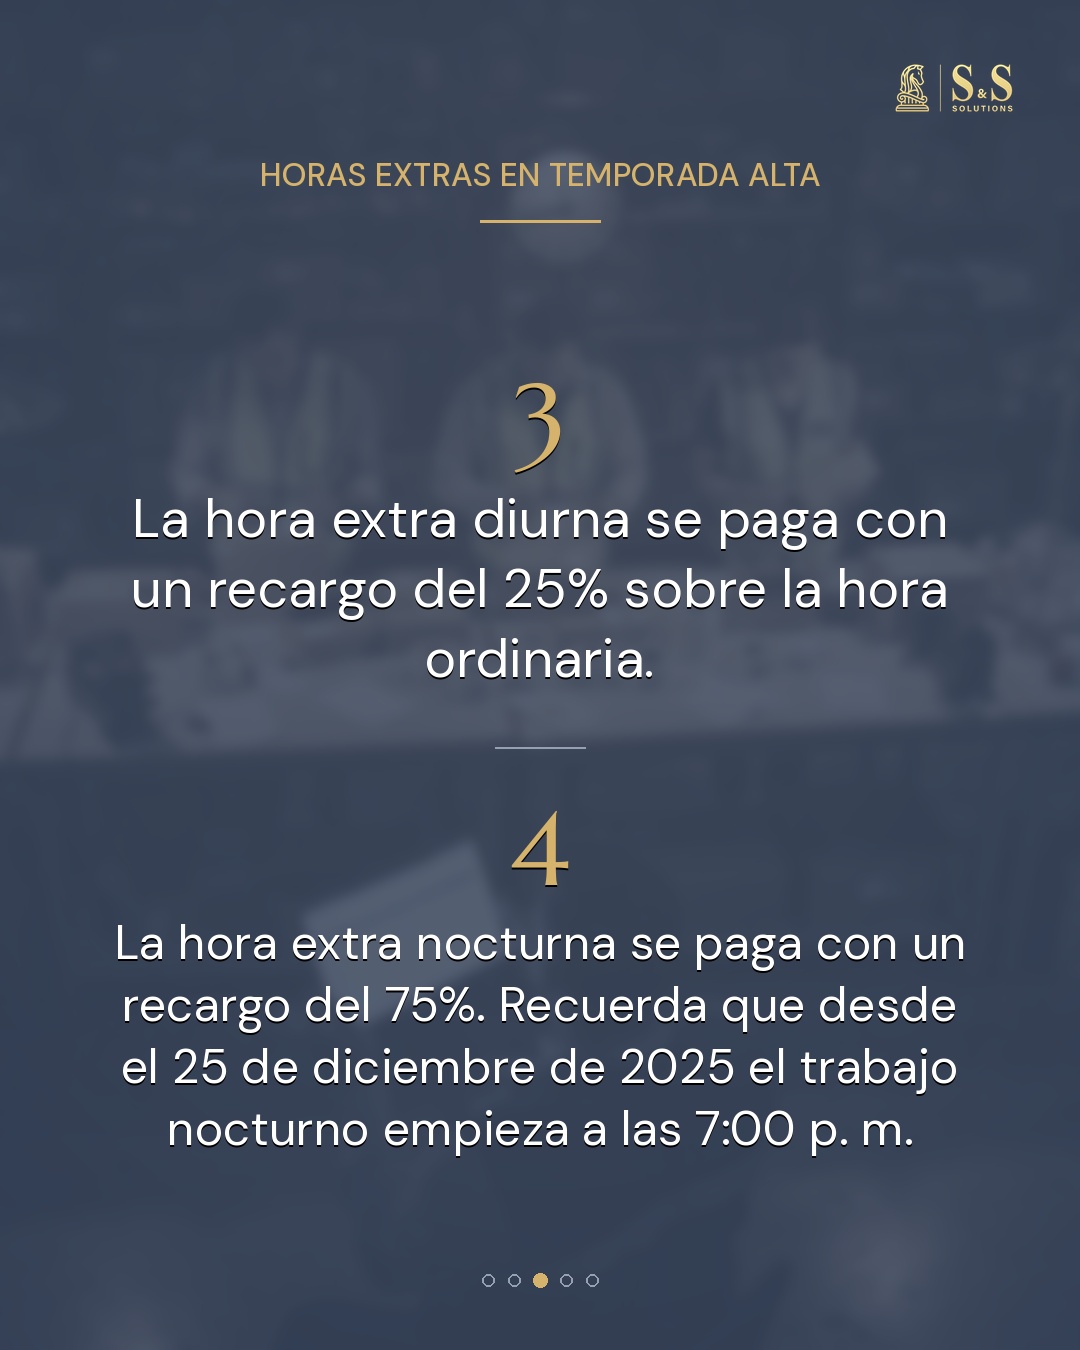 S&S
SOLUTIONS
HORAS EXTRAS EN TEMPORADA ALTA
3
La hora extra diurna se paga con
un recargo del 25% sobre la hora
ordinaria.
4
La hora extra nocturna se paga con un
recargo del 75%. Recuerda que desde
el 25 de diciembre de 2025 el trabajo
nocturno empieza a las 7:00 p. m.